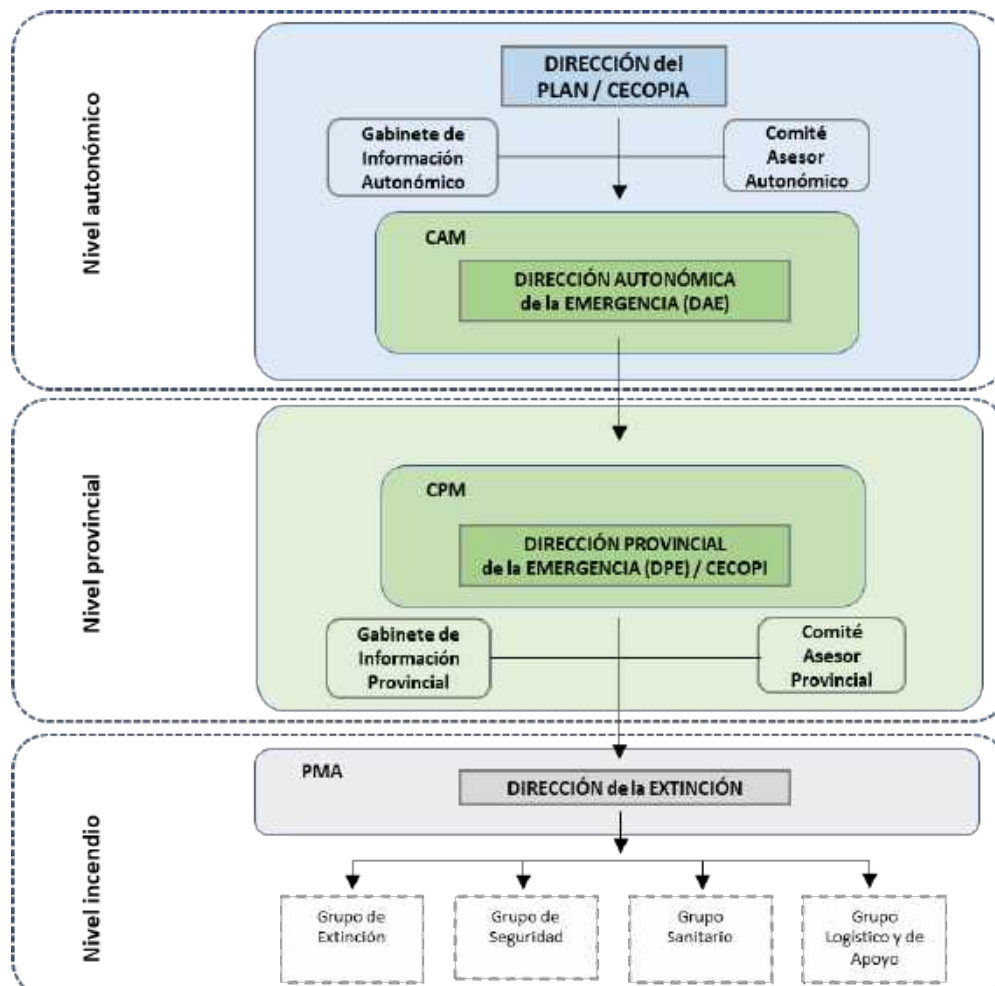 Nivel autonómico
DIRECCIÓN del
PLAN / CECOPIA
Gabinete de
Información
Autonómico
Comité
Asesor
Autonómico
CAM
DIRECCIÓN AUTONÓMICA
de la EMERGENCIA (DAE)
Nivel provincial
CPM
DIRECCIÓN PROVINCIAL
de la EMERGENCIA (DPE) / CECOPI
Gabinete de
Información
Provincial
Comité
Asesor
Provincial
Nivel incendio
PMA
DIRECCIÓN de la EXTINCIÓN
Grupo de
Extinción
Grupo de
Seguridad
Grupo
Sanitario
Grupo
Logístico y de
Apoyo